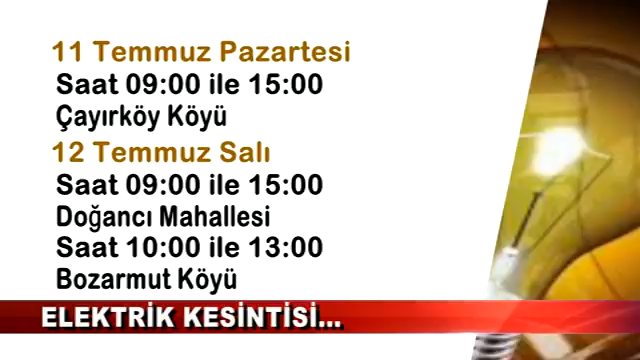 11 Temmuz Pazartesi
Saat 09:00 ile 15:00
Çayırköy Köyü
12 Temmuz Salı
Saat 09:00 ile 15:00
Doğancı Mahallesi
Saat 10:00 ile 13:00
Bozarmut Köyü
ELEKTRİK KESİNTİSİ...